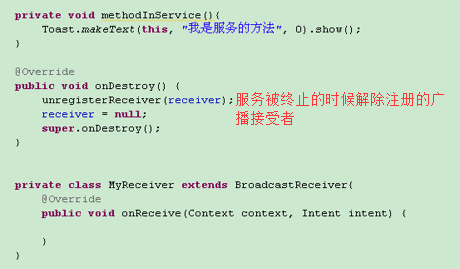 private void methodInService(){
Toast.makeText(this, "我是服务的方法", 0).show();
}
@Override
public void onDestroy() {
unregisterReceiver(receiver);服务被终止的时候解除注册的广
receiver = null; 播接受者
super.onDestroy();
}
private class MyReceiver extends BroadcastReceiver{
@Override
public void onReceive(Context context, Intent intent) {
}
}